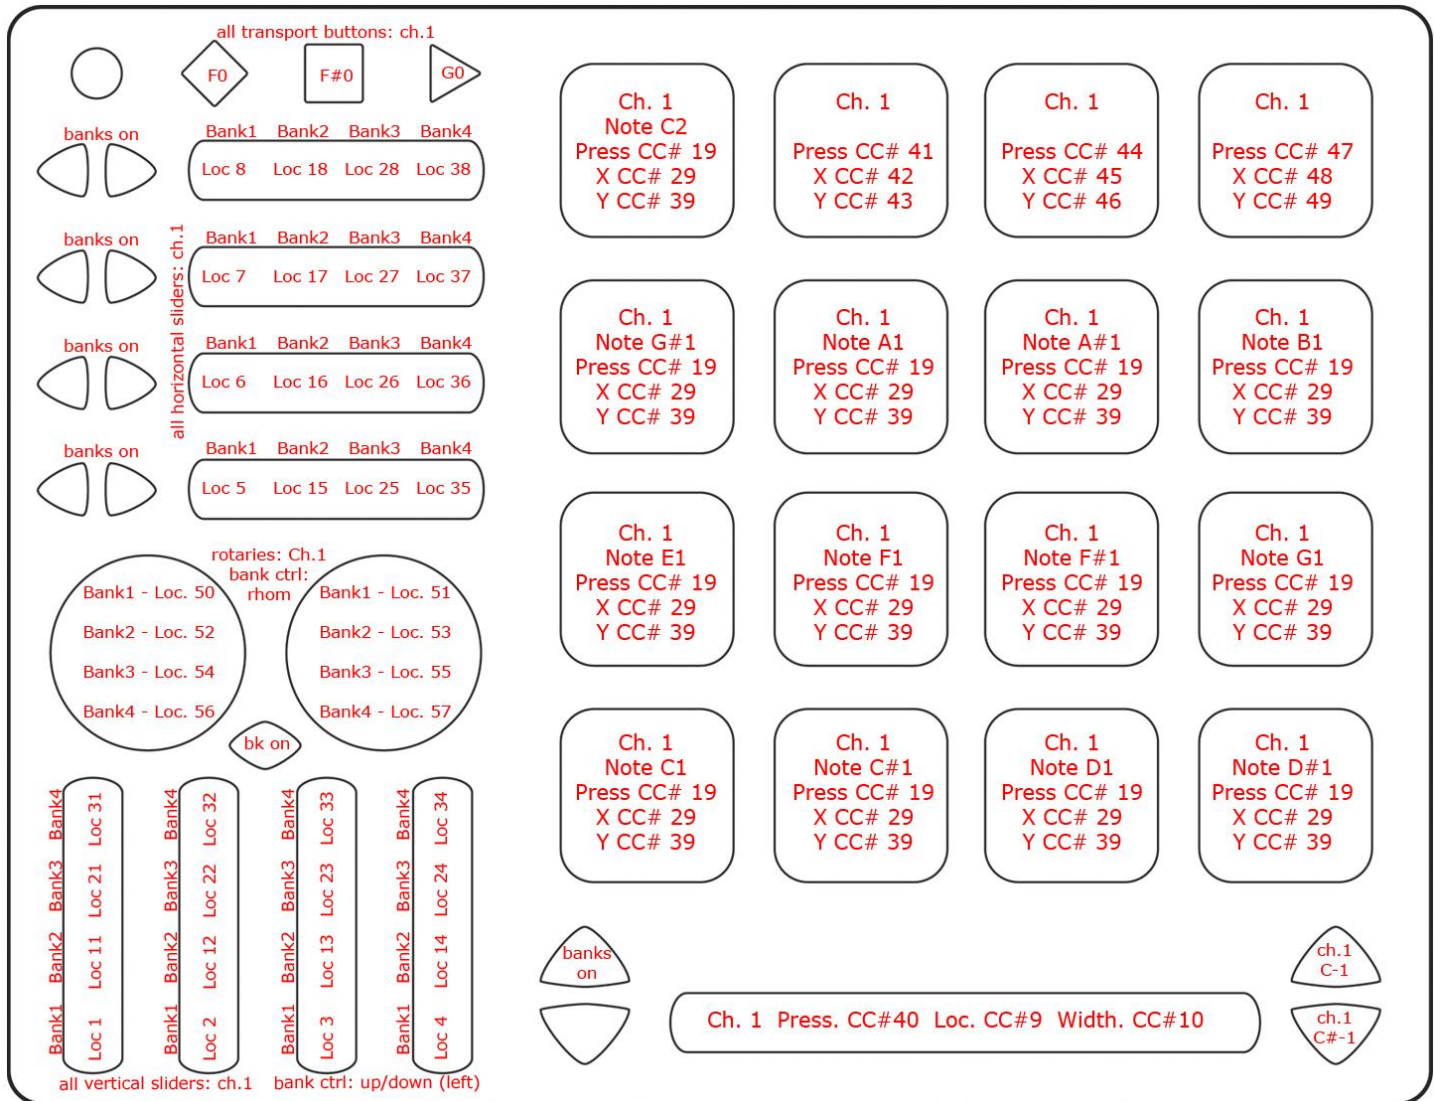 all transport buttons: ch.1
F0 F#0 G0
banks on
Bank1 Bank2 Bank3 Bank4
Loc 8 Loc 18 Loc 28 Loc 38
banks on
Bank1 Bank2 Bank3 Bank4
Loc 7 Loc 17 Loc 27 Loc 37
all horizontal sliders: ch.1
banks on
Bank1 Bank2 Bank3 Bank4
Loc 6 Loc 16 Loc 26 Loc 36
banks on
Bank1 Bank2 Bank3 Bank4
Loc 5 Loc 15 Loc 25 Loc 35
rotaries: Ch.1
bank ctrl:
rhom
Bank1 - Loc. 50
Bank2 - Loc. 52
Bank3 - Loc. 54
Bank4 - Loc. 56
Bank1 - Loc. 51
Bank2 - Loc. 53
Bank3 - Loc. 55
Bank4 - Loc. 57
bk on
Bank1 Bank2 Bank3 Bank4
Loc 1 Loc 11 Loc 21 Loc 31
Bank1 Bank2 Bank3 Bank4
Loc 2 Loc 12 Loc 22 Loc 32
Bank1 Bank2 Bank3 Bank4
Loc 3 Loc 13 Loc 23 Loc 33
Bank1 Bank2 Bank3 Bank4
Loc 4 Loc 14 Loc 24 Loc 34
all vertical sliders: ch.1 bank ctrl: up/down (left)
Ch. 1
Note C2
Press CC# 19
X CC# 29
Y CC# 39
Ch. 1
Press CC# 41
X CC# 42
Y CC# 43
Ch. 1
Press CC# 44
X CC# 45
Y CC# 46
Ch. 1
Press CC# 47
X CC# 48
Y CC# 49
Ch. 1
Note G#1
Press CC# 19
X CC# 29
Y CC# 39
Ch. 1
Note A1
Press CC# 19
X CC# 29
Y CC# 39
Ch. 1
Note A#1
Press CC# 19
X CC# 29
Y CC# 39
Ch. 1
Note B1
Press CC# 19
X CC# 29
Y CC# 39
Ch. 1
Note E1
Press CC# 19
X CC# 29
Y CC# 39
Ch. 1
Note F1
Press CC# 19
X CC# 29
Y CC# 39
Ch. 1
Note F#1
Press CC# 19
X CC# 29
Y CC# 39
Ch. 1
Note G1
Press CC# 19
X CC# 29
Y CC# 39
Ch. 1
Note C1
Press CC# 19
X CC# 29
Y CC# 39
Ch. 1
Note C#1
Press CC# 19
X CC# 29
Y CC# 39
Ch. 1
Note D1
Press CC# 19
X CC# 29
Y CC# 39
Ch. 1
Note D#1
Press CC# 19
X CC# 29
Y CC# 39
banks
on
Ch. 1 Press. CC#40 Loc. CC#9 Width. CC#10
ch.1
C-1
ch.1
C#-1